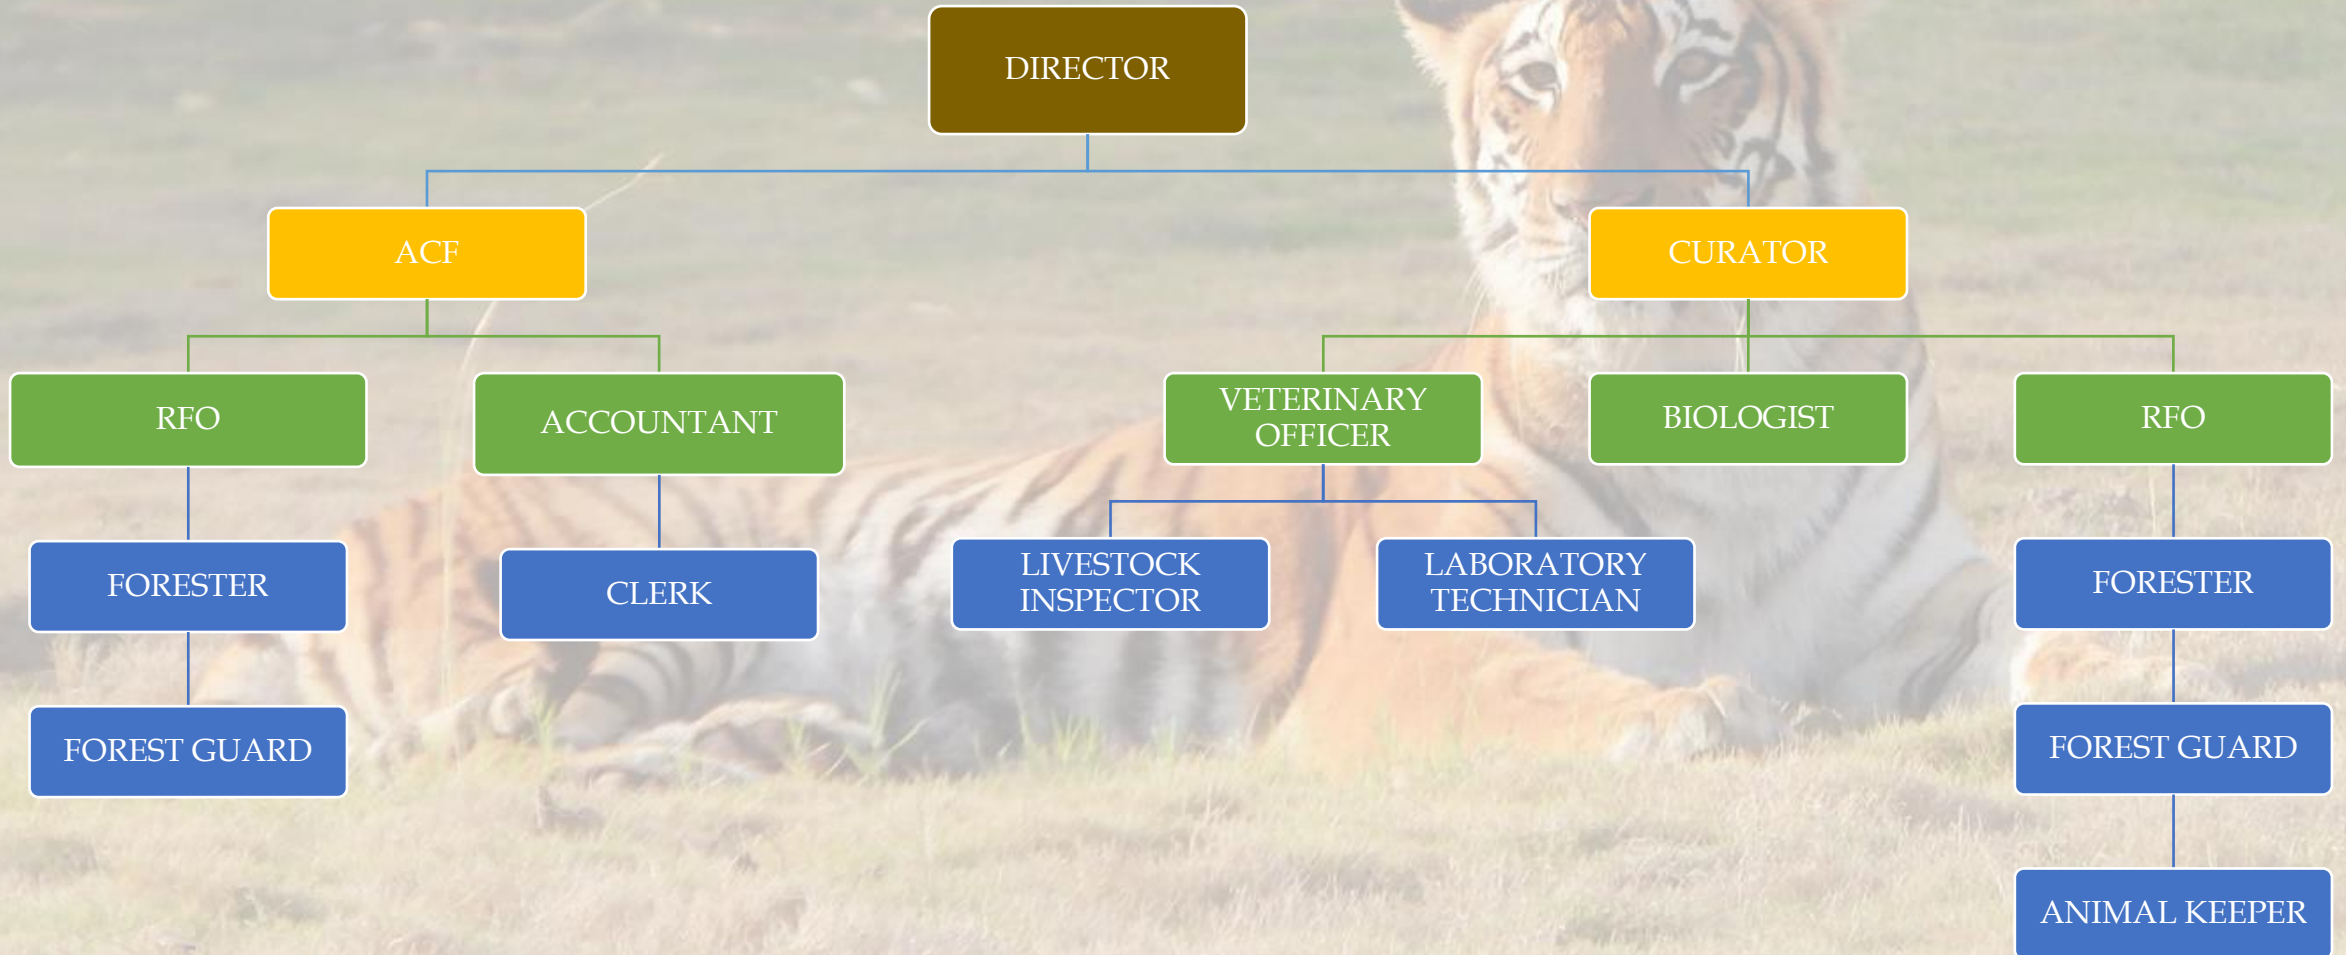 DIRECTOR
ACF
CURATOR
RFO
ACCOUNTANT
VETERINARY
OFFICER
BIOLOGIST
RFO
FORESTER
CLERK
LIVESTOCK
INSPECTOR
LABORATORY
TECHNICIAN
FORESTER
FOREST GUARD
FOREST GUARD
ANIMAL KEEPER